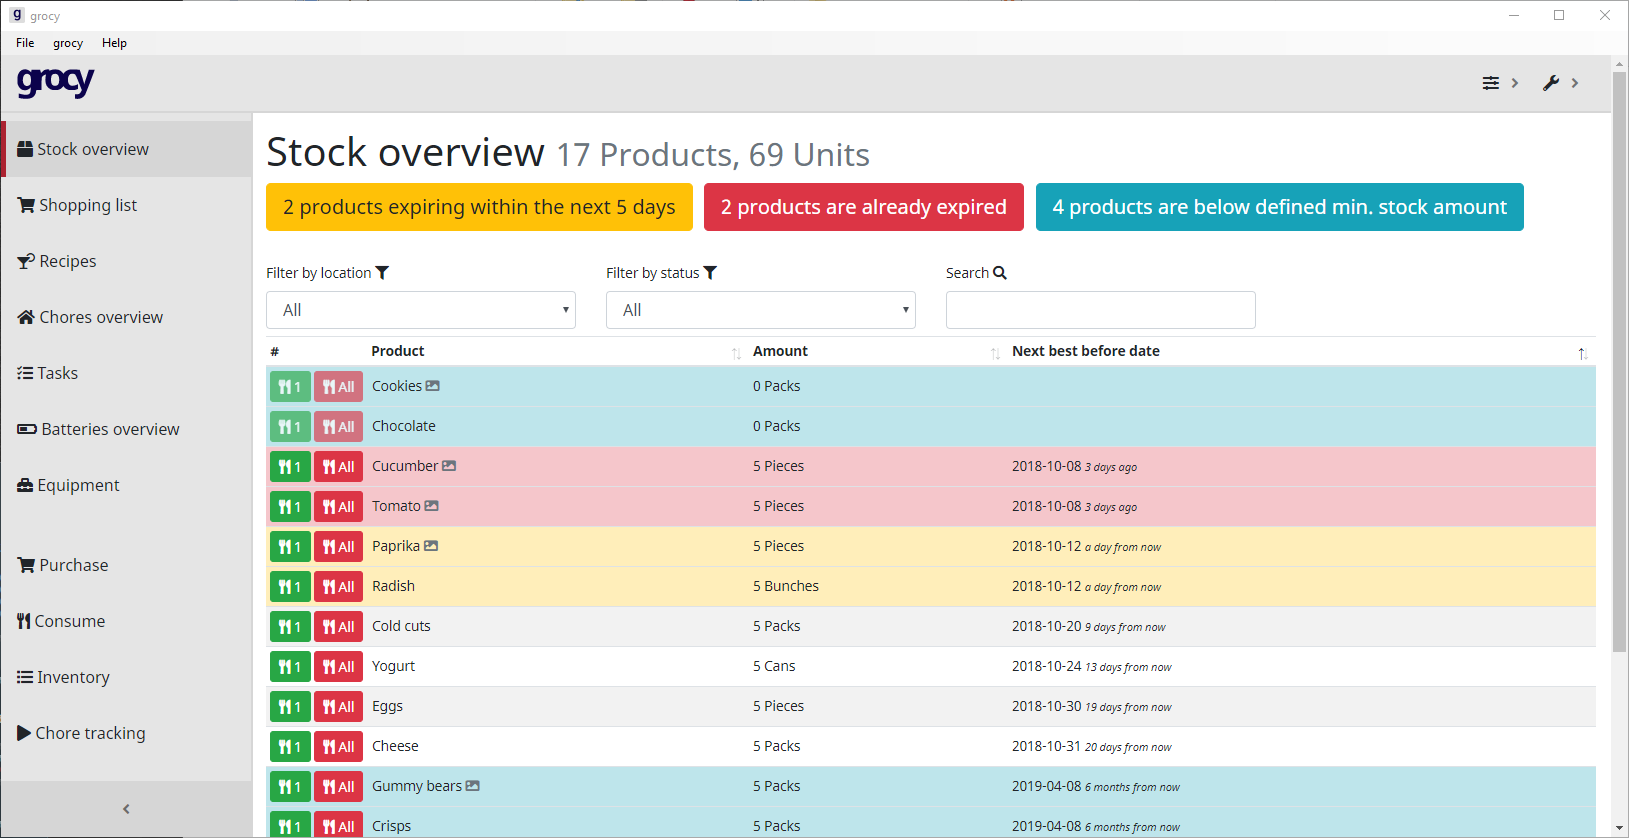 grocy
File grocy Help
grocy
Stock overview
Shopping list
Recipes
Chores overview
Tasks
Batteries overview
Equipment
Purchase
Consume
Inventory
Chore tracking
Stock overview 17 Products, 69 Units
2 products expiring within the next 5 days 2 products are already expired 4 products are below defined min. stock amount
Filter by location Filter by status Search
All All
# Product Amount Next best before date
1 All Cookies 0 Packs
1 All Chocolate 0 Packs
1 All Cucumber 5 Pieces 2018-10-08 3 days ago
1 All Tomato 5 Pieces 2018-10-08 3 days ago
1 All Paprika 5 Pieces 2018-10-12 a day from now
1 All Radish 5 Bunches 2018-10-12 a day from now
1 All Cold cuts 5 Packs 2018-10-20 9 days from now
1 All Yogurt 5 Cans 2018-10-24 13 days from now
1 All Eggs 5 Pieces 2018-10-30 19 days from now
1 All Cheese 5 Packs 2018-10-31 20 days from now
1 All Gummy bears 5 Packs 2019-04-08 6 months from now
1 All Crisps 5 Packs 2019-04-08 6 months from now